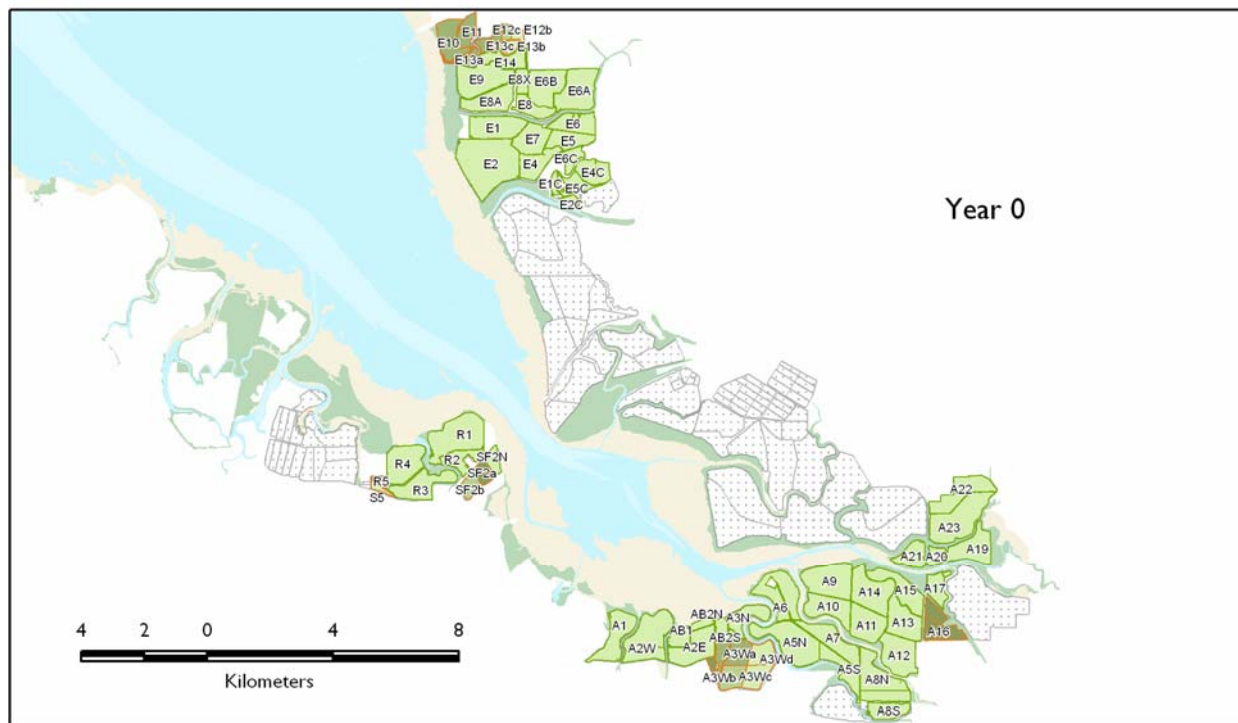 E11 E12c E12b
E10 E13c E13b
E13a E14
E9 E8X E6B
E6A
E8A E8
E1 E6
E7 E5
E2 E4 E6C
E4C
E1C E5C
E2C
Year 0
R1
R4 R2 SF2N
R5 SF2a
S5 R3 SF2b
A22
A23
A21 A20 A19
A9 A14 A15 A17
A6 A10
A1 AB2N A3N A11 A13 A16
AB1 AB2S A5N A7
A2W A2E A3Wa A3Wd A12
A3Wb A3Wc A5S A8N
A8S
4 2 0 4 8
Kilometers